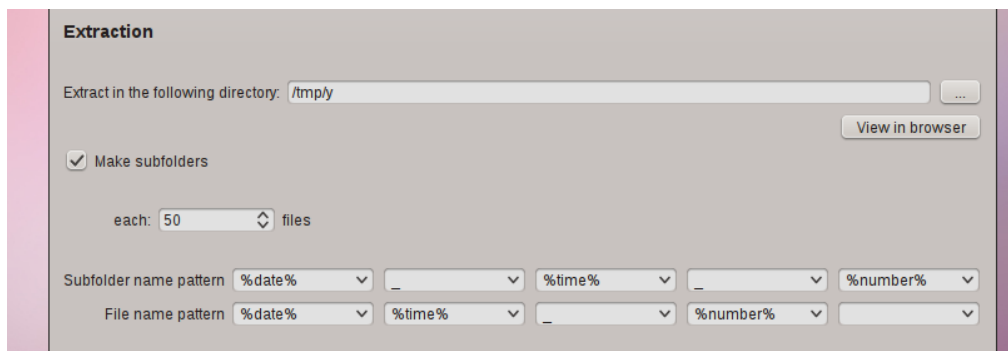 Extraction
Extract in the following directory: /tmp/y ...
View in browser
Make subfolders
each: 50 files
Subfolder name pattern %date% _ %time% _ %number%
File name pattern %date% %time% _ %number%